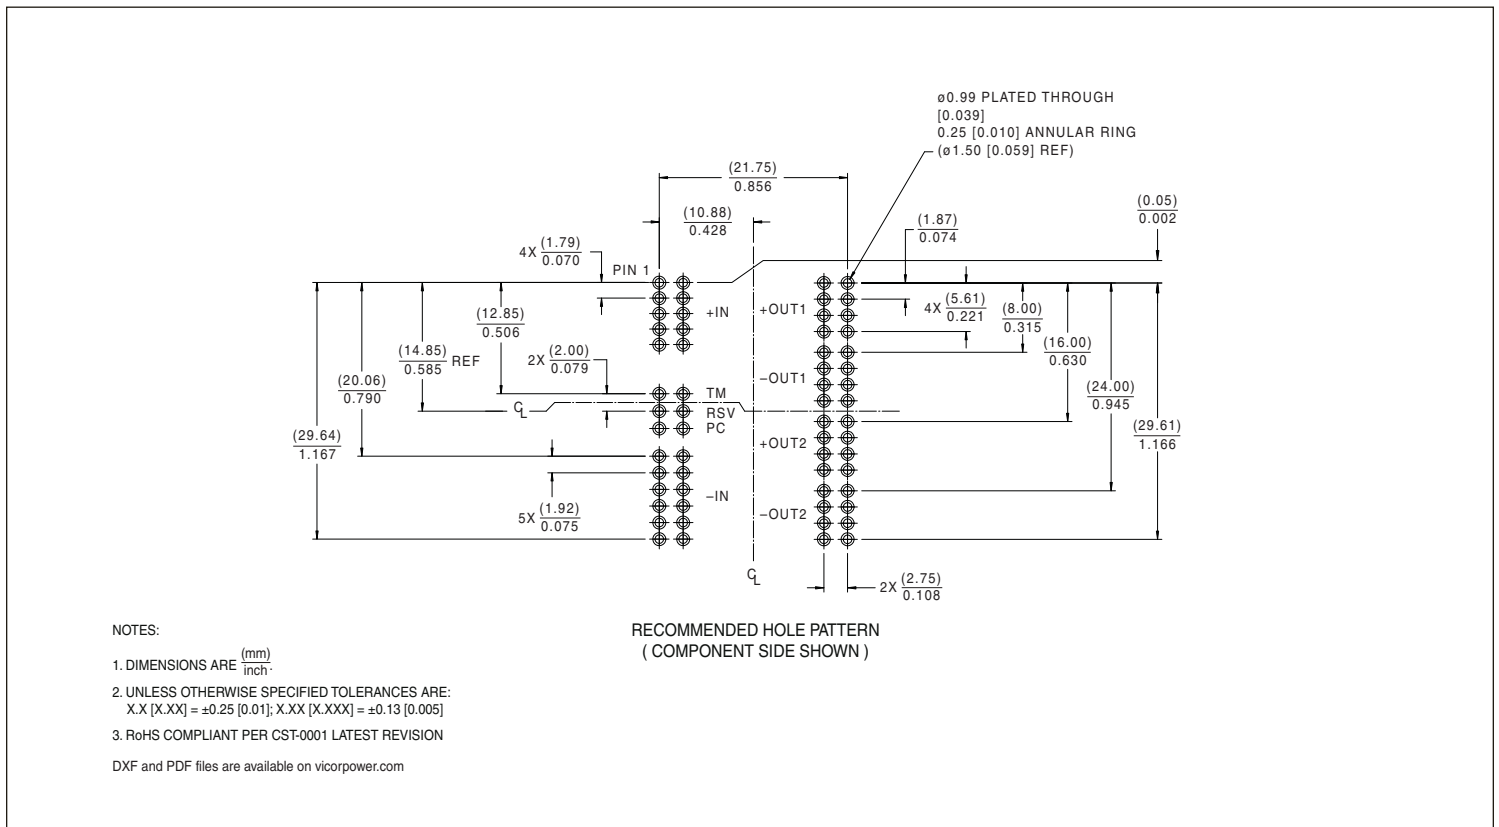 ø0.99 PLATED THROUGH
[0.039]
0.25 [0.010] ANNULAR RING
(ø1.50 [0.059] REF)
(21.75)
0.856
(0.05)
0.002
(10.88)
0.428
(1.87)
0.074
4X (1.79)
0.070
PIN 1
+IN
+OUT1
4X (5.61)
0.221
(8.00)
0.315
(12.85)
0.506
(16.00)
0.630
(14.85)
0.585 REF
2X (2.00)
0.079
(20.06)
0.790
−OUT1
(24.00)
0.945
TM
CL
RSV
PC
(29.64)
1.167
+OUT2
(29.61)
1.166
−IN
5X (1.92)
0.075
−OUT2
CL
2X (2.75)
0.108
RECOMMENDED HOLE PATTERN
( COMPONENT SIDE SHOWN )
NOTES:
1. DIMENSIONS ARE (mm)
inch.
2. UNLESS OTHERWISE SPECIFIED TOLERANCES ARE:
X.X [X.XX] = ±0.25 [0.01]; X.XX [X.XXX] = ±0.13 [0.005]
3. RoHS COMPLIANT PER CST-0001 LATEST REVISION
DXF and PDF files are available on vicorpower.com